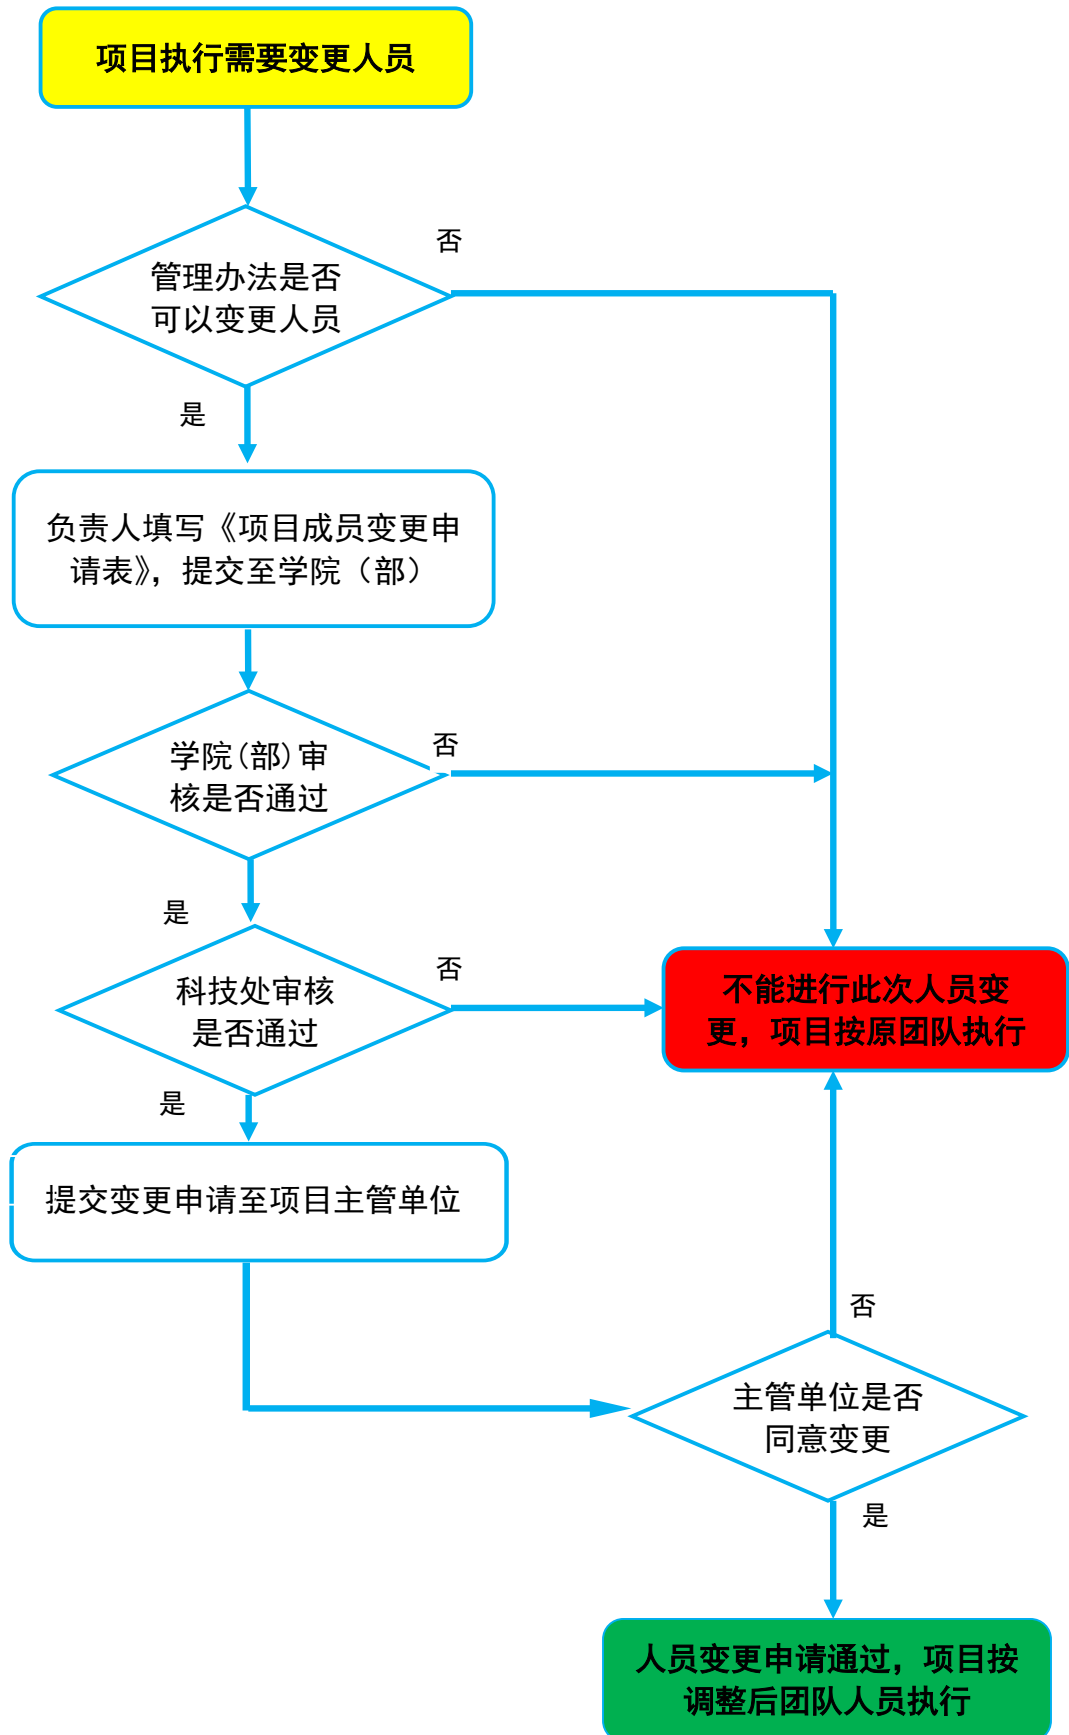 项目执行需要变更人员
否
管理办法是否
可以变更人员
是
负责人填写《项目成员变更申
请表》，提交至学院（部）
学院(部)审
核是否通过
否
是
科技处审核
是否通过
否
不能进行此次人员变
更，项目按原团队执行
是
提交变更申请至项目主管单位
否
主管单位是否
同意变更
是
人员变更申请通过，项目按
调整后团队人员执行